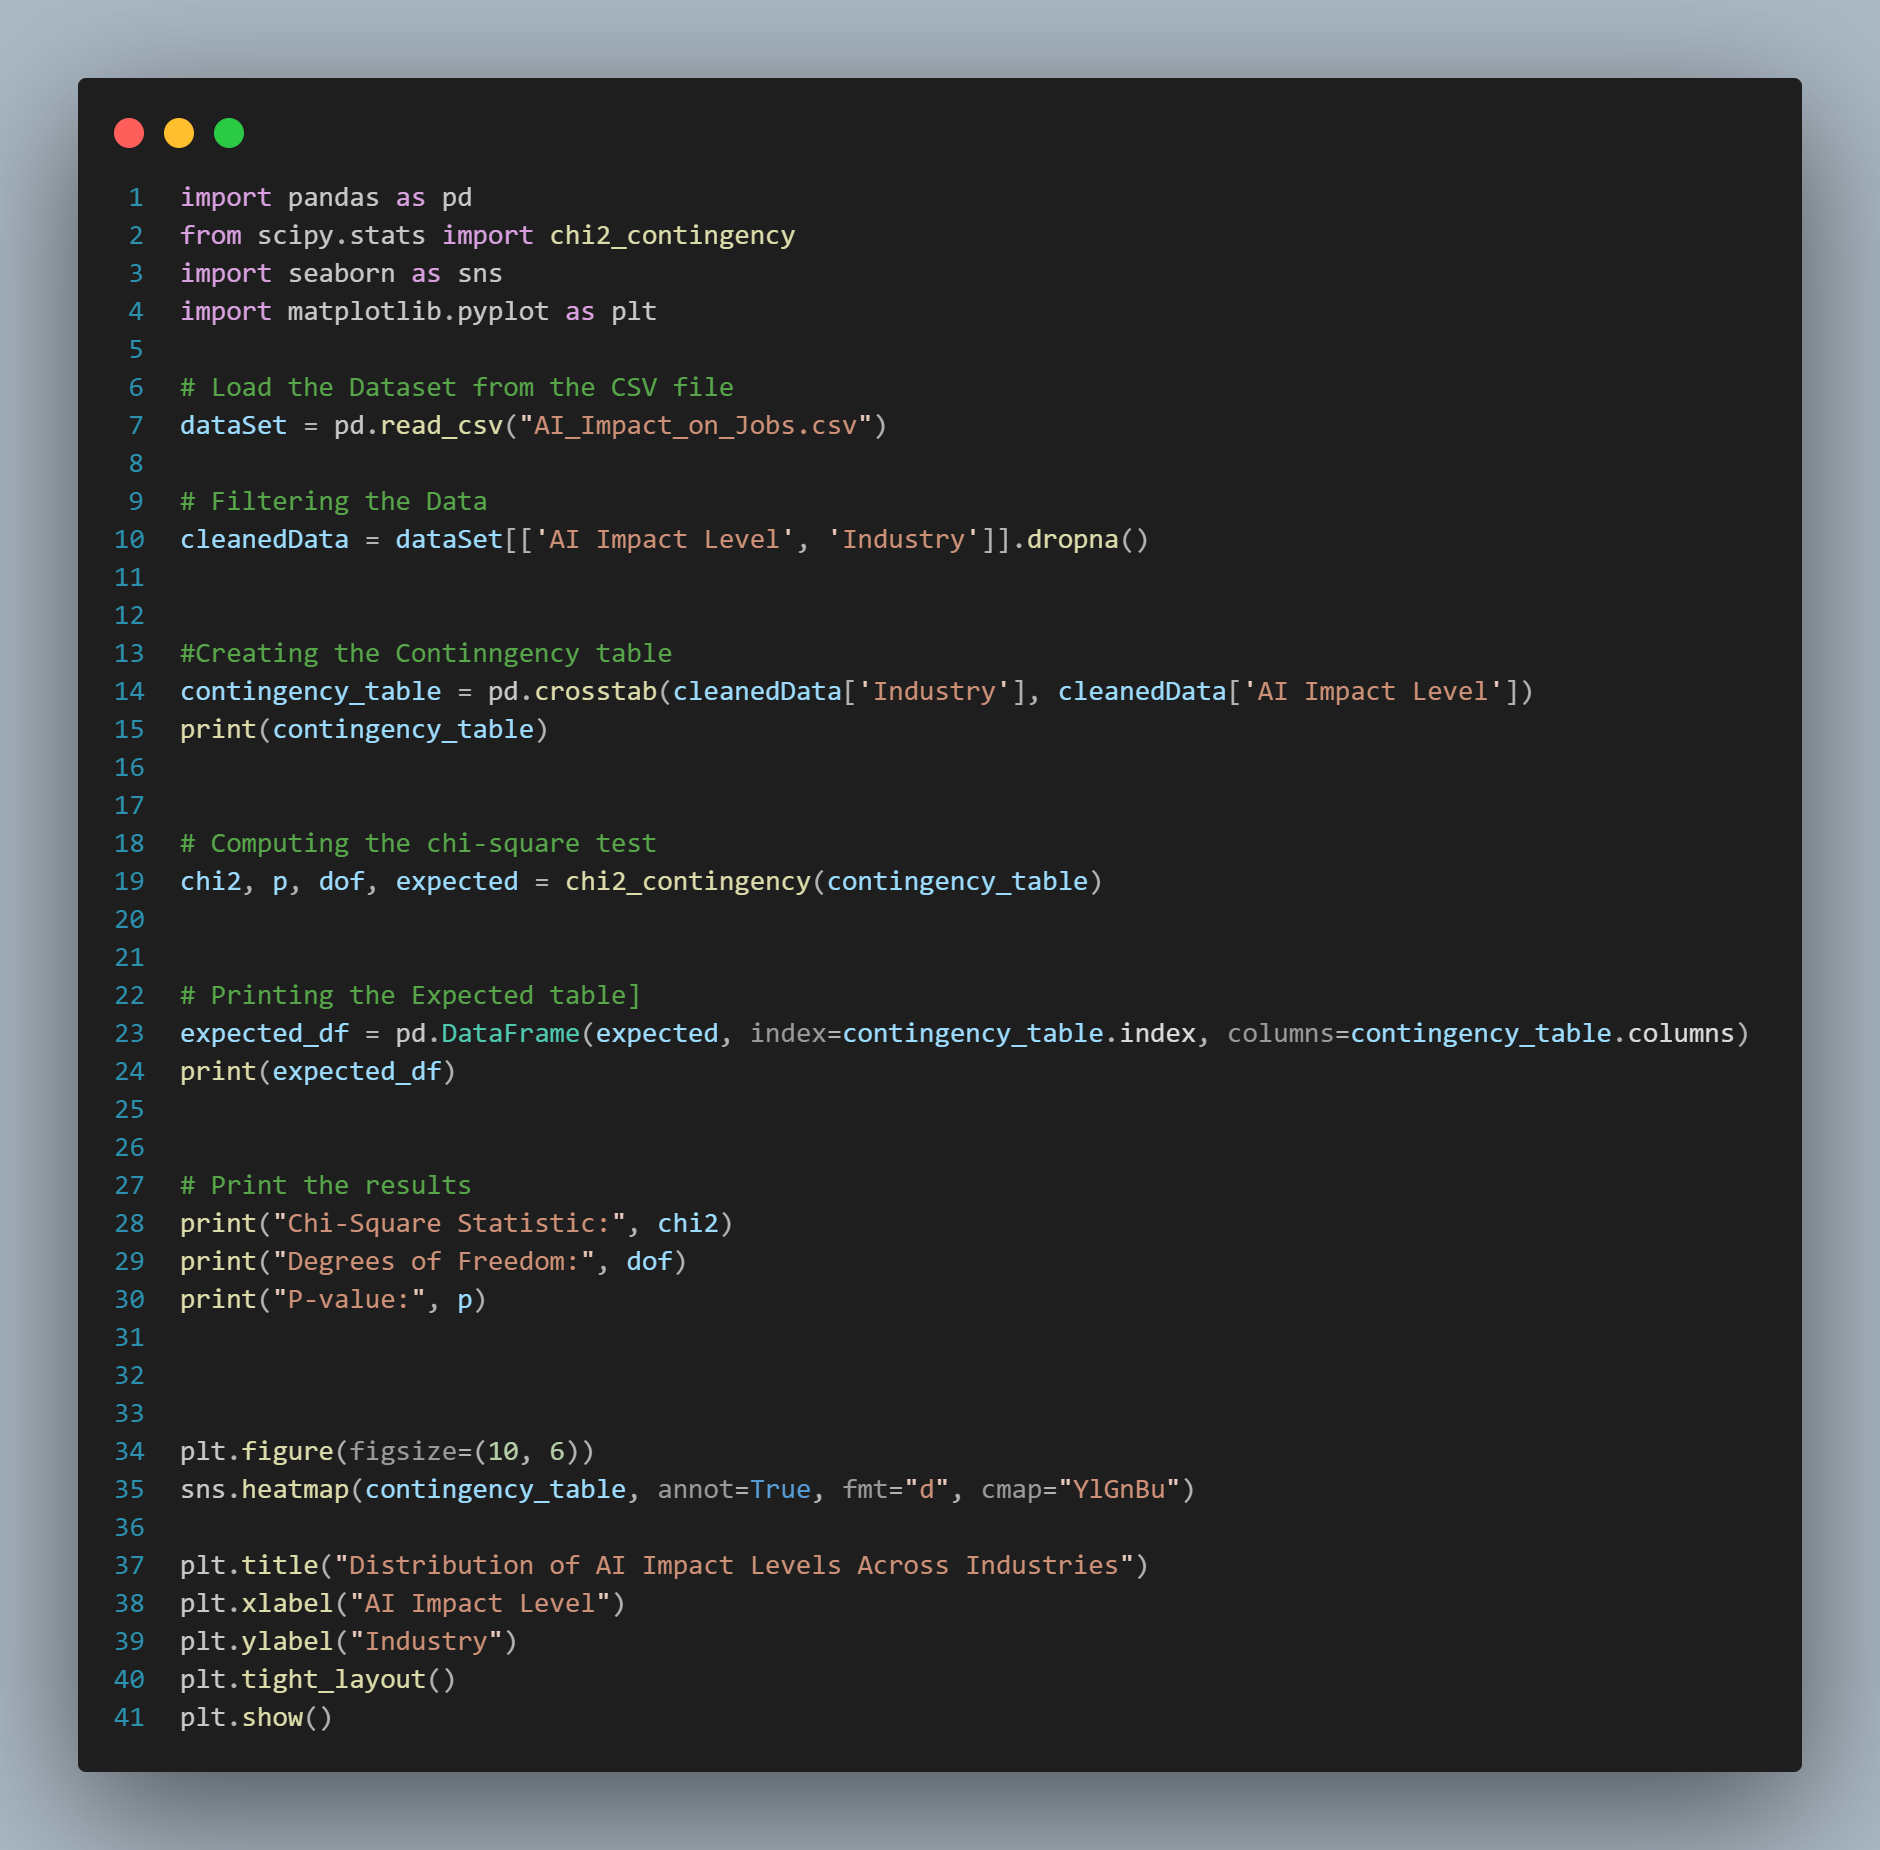 1 import pandas as pd
2 from scipy.stats import chi2_contingency
3 import seaborn as sns
4 import matplotlib.pyplot as plt
5
6 # Load the Dataset from the CSV file
7 dataSet = pd.read_csv("AI_Impact_on_Jobs.csv")
8
9 # Filtering the Data
10 cleanedData = dataSet[['AI Impact Level', 'Industry']].dropna()
11
12
13 #Creating the Continngency table
14 contingency_table = pd.crosstab(cleanedData['Industry'], cleanedData['AI Impact Level'])
15 print(contingency_table)
16
17
18 # Computing the chi-square test
19 chi2, p, dof, expected = chi2_contingency(contingency_table)
20
21
22 # Printing the Expected table]
23 expected_df = pd.DataFrame(expected, index=contingency_table.index, columns=contingency_table.columns)
24 print(expected_df)
25
26
27 # Print the results
28 print("Chi-Square Statistic:", chi2)
29 print("Degrees of Freedom:", dof)
30 print("P-value:", p)
31
32
33
34 plt.figure(figsize=(10, 6))
35 sns.heatmap(contingency_table, annot=True, fmt="d", cmap="YlGnBu")
36
37 plt.title("Distribution of AI Impact Levels Across Industries")
38 plt.xlabel("AI Impact Level")
39 plt.ylabel("Industry")
40 plt.tight_layout()
41 plt.show()